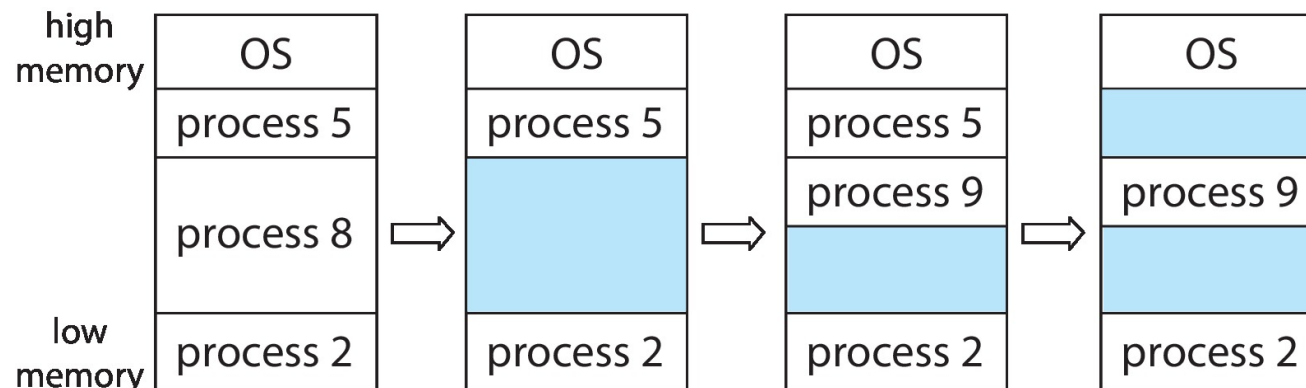 high
memory
OS
process 5
process 8
low
memory
process 2
OS
process 5
process 2
OS
process 5
process 9
process 2
OS
process 9
process 2